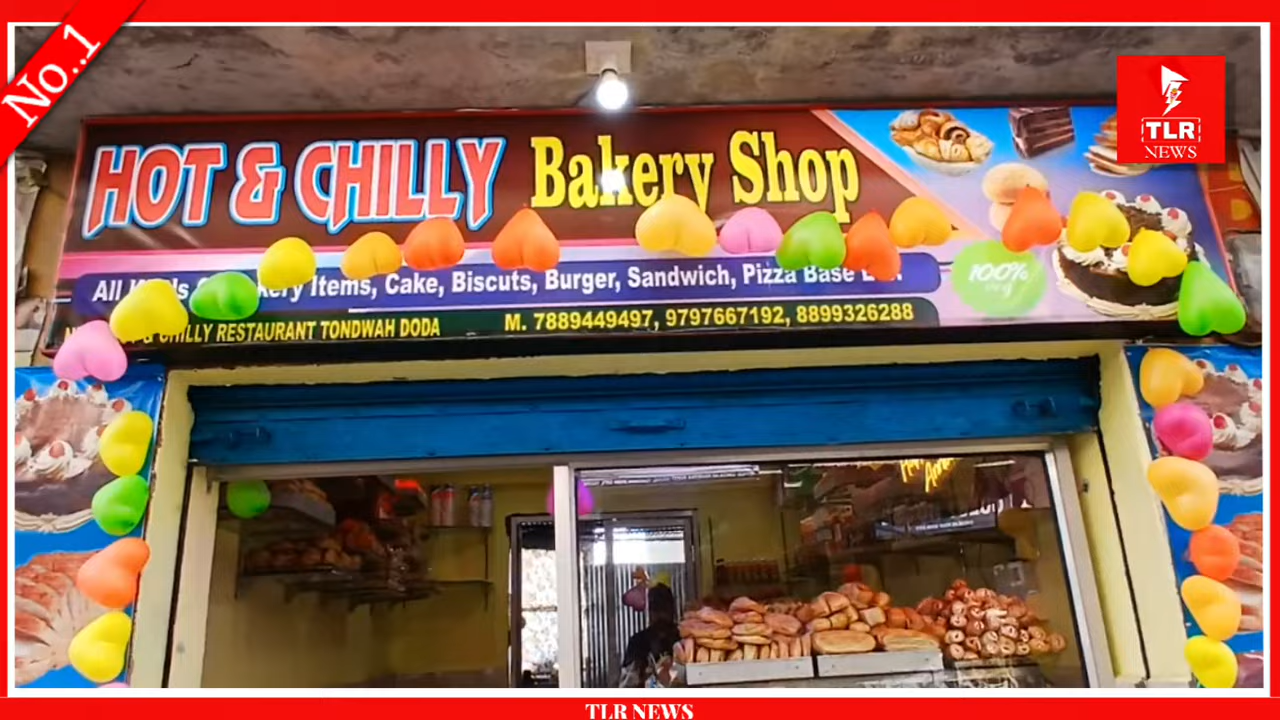 No..1
TLR
NEWS
HOT & CHILLY Bakery Shop
All Bakery Items, Cake, Biscuts, Burger, Sandwich, Pizza Base
100%
& CHILLY RESTAURANT TONDWAH DODA
M. 7889449497, 9797667192, 8899326288
TLR NEWS